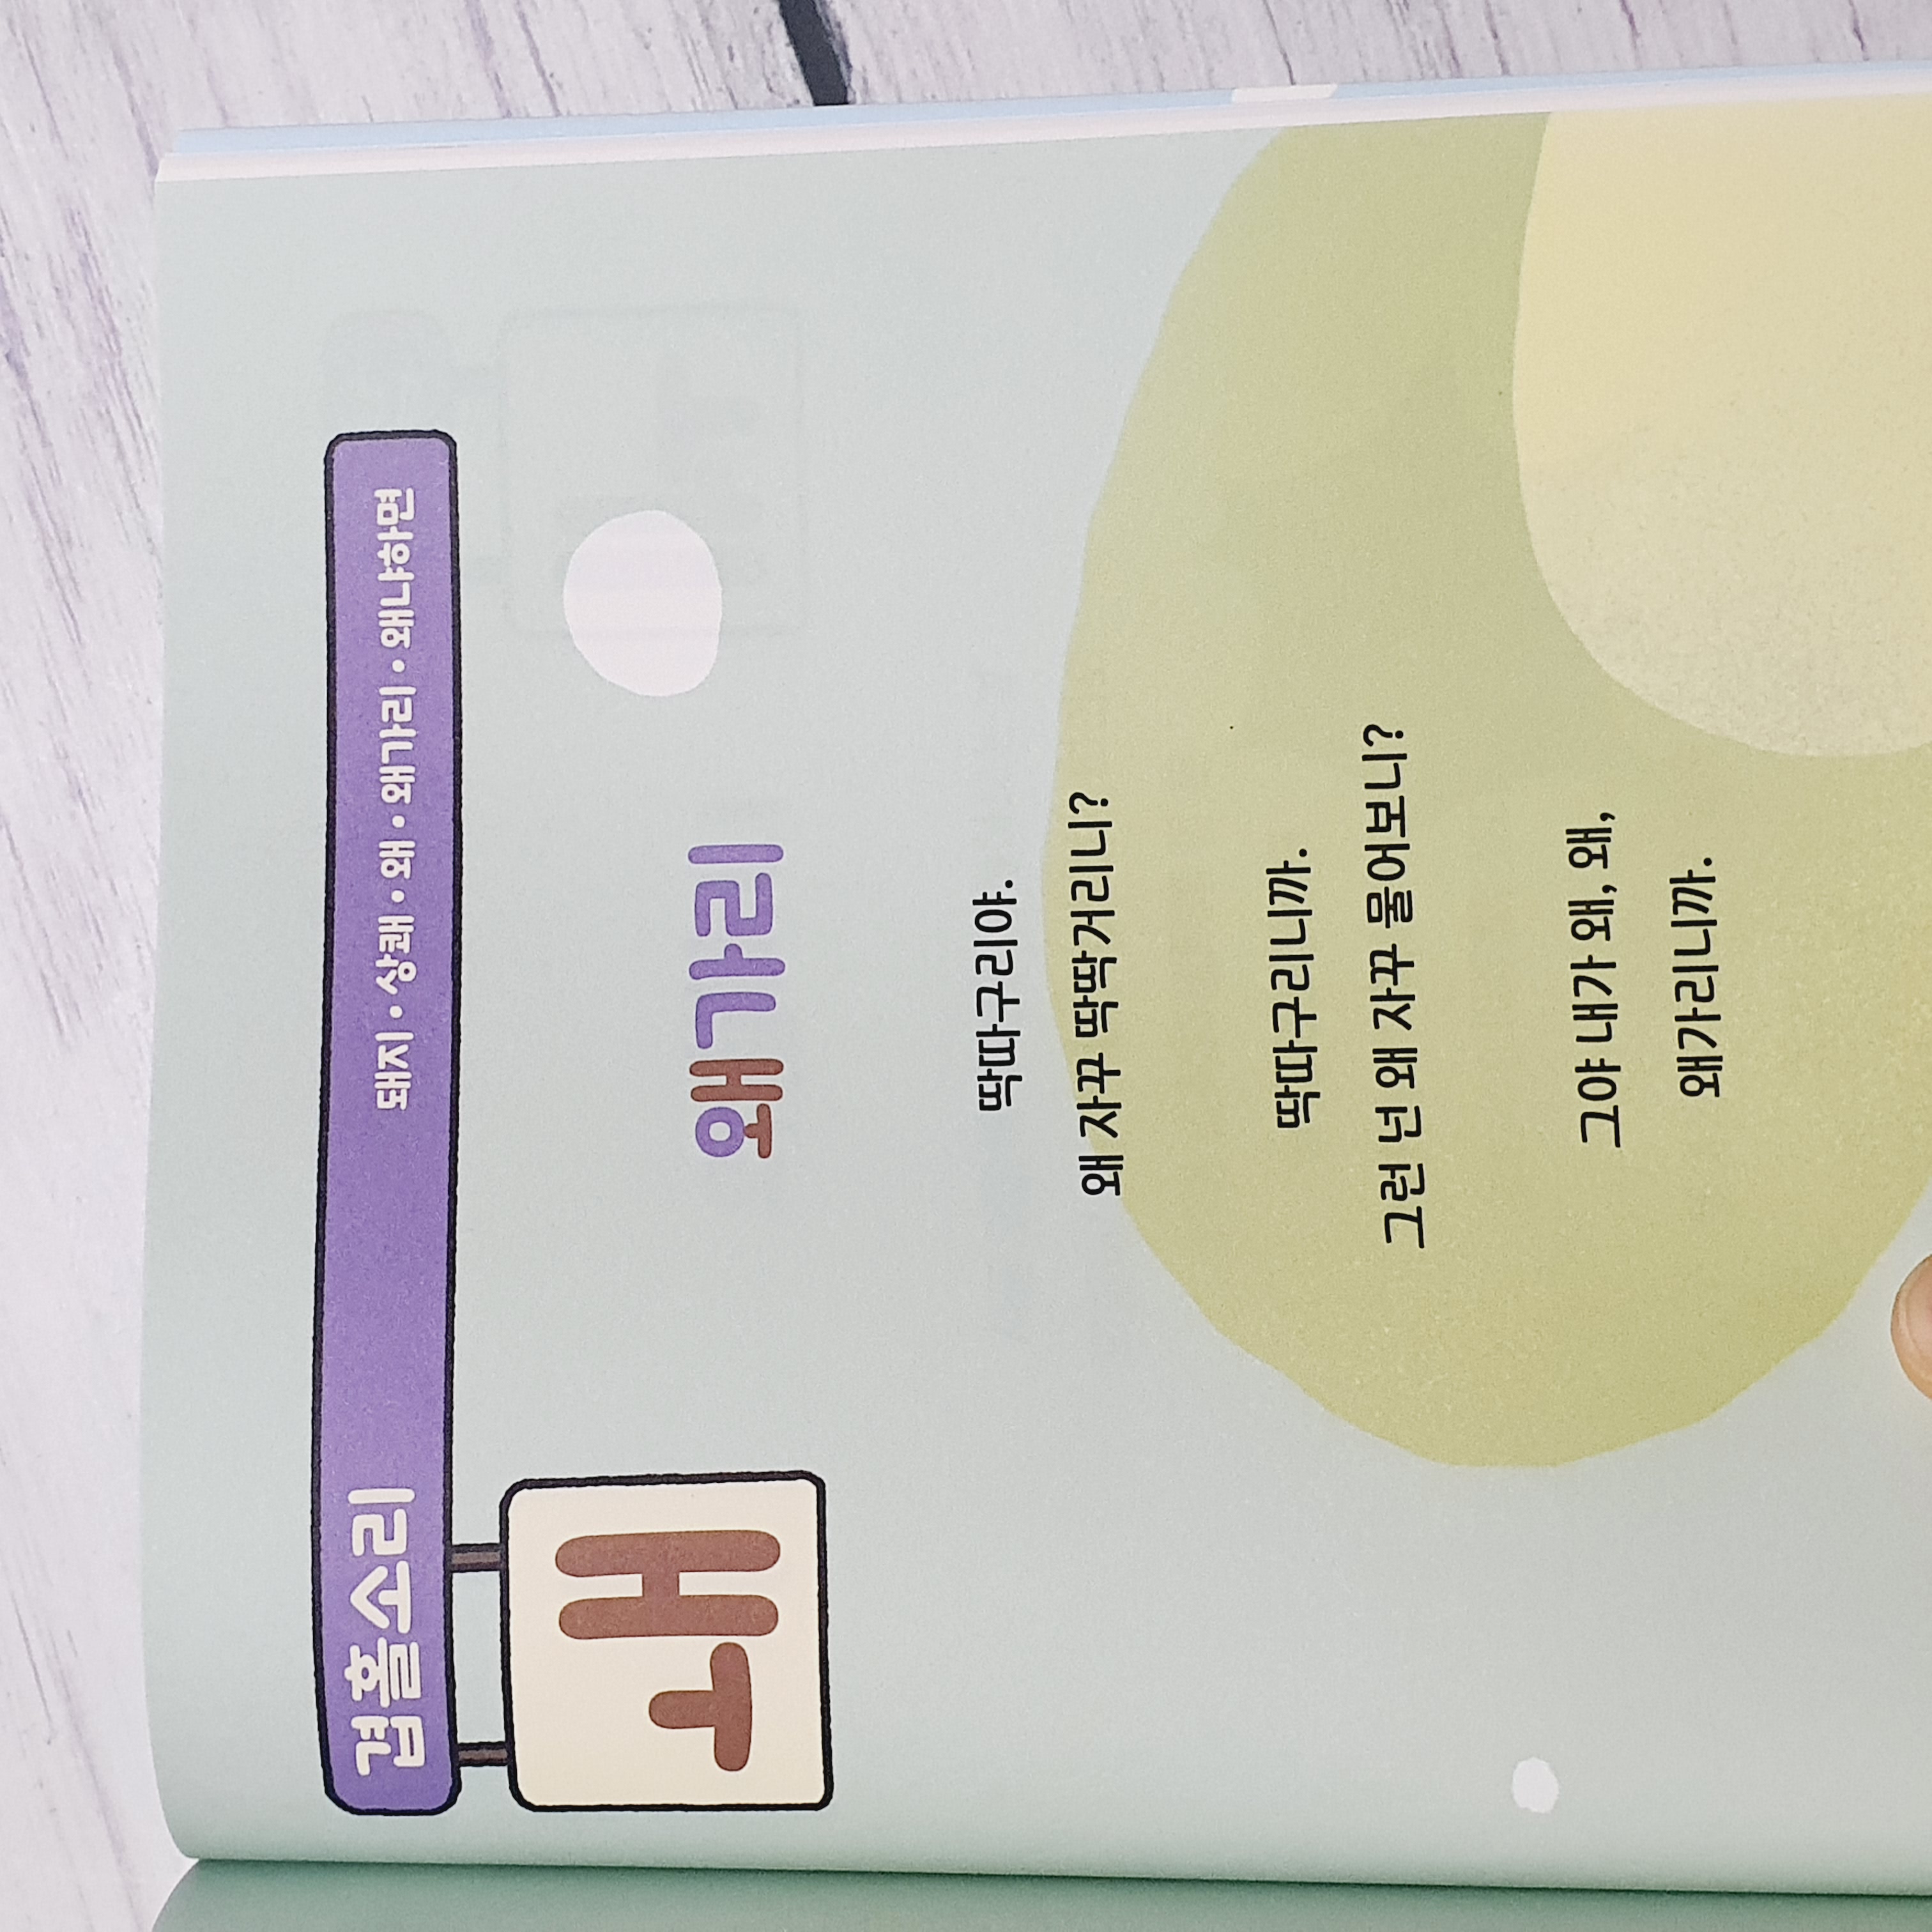 겹홀소리 돼지 • 상쾌 • 왜 • 왜가리 • 왜냐하면
ㅙ
왜가리
딱따구리야.
왜 자꾸 딱딱거리니?
딱따구리니까.
그런 넌 왜 자꾸 물어보니?
그야 내가 왜, 왜,
왜가리니까.